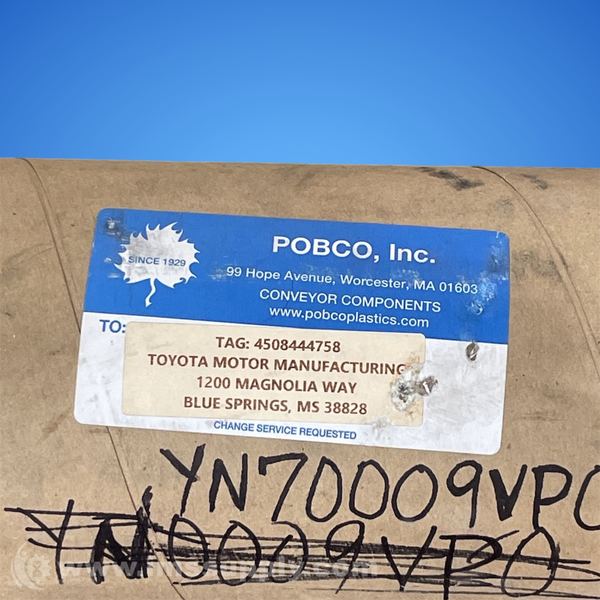 SINCE 1929
POBCO, Inc.
99 Hope Avenue, Worcester, MA 01603
CONVEYOR COMPONENTS
www.pobcoplastics.com
TO:
TAG: 4508444758
TOYOTA MOTOR MANUFACTURING
1200 MAGNOLIA WAY
BLUE SPRINGS, MS 38828
CHANGE SERVICE REQUESTED
YN70009VPO